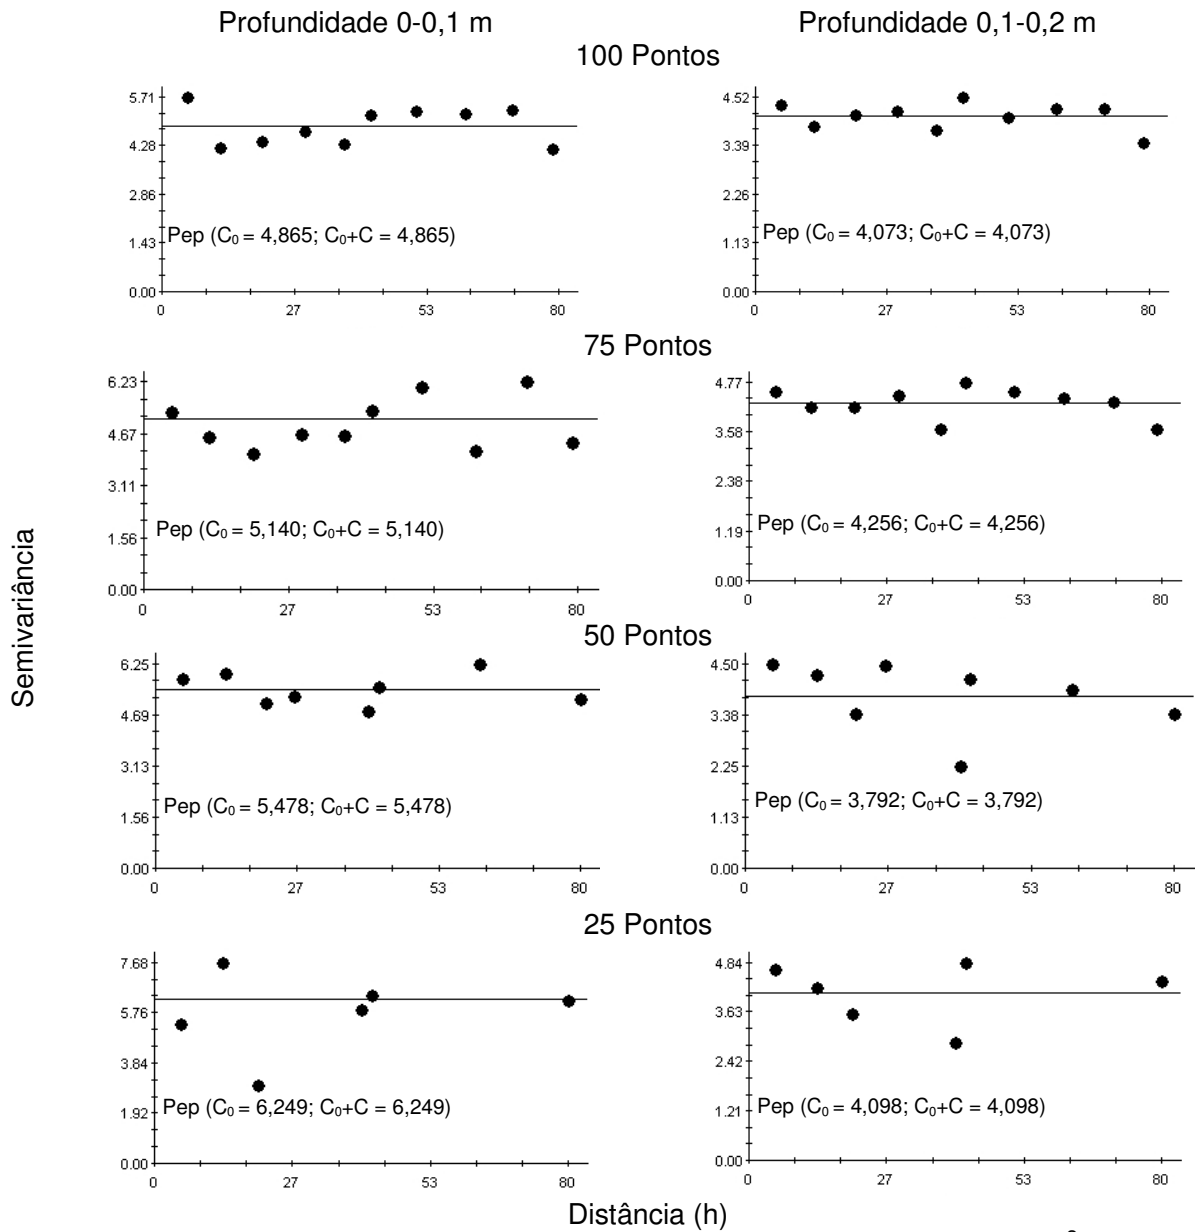 Profundidade 0-0,1 m
Profundidade 0,1-0,2 m
100 Pontos
5.71
4.28
2.86
1.43
0.00
Pep (C₀ = 4,865; C₀+C = 4,865)
0 27 53 80
4.52
3.39
2.26
1.13
0.00
Pep (C₀ = 4,073; C₀+C = 4,073)
0 27 53 80
75 Pontos
6.23
4.67
3.11
1.56
0.00
Pep (C₀ = 5,140; C₀+C = 5,140)
0 27 53 80
4.77
3.58
2.38
1.19
0.00
Pep (C₀ = 4,256; C₀+C = 4,256)
0 27 53 80
Semivariância
50 Pontos
6.25
4.69
3.13
1.56
0.00
Pep (C₀ = 5,478; C₀+C = 5,478)
0 27 53 80
4.50
3.38
2.25
1.13
0.00
Pep (C₀ = 3,792; C₀+C = 3,792)
0 27 53 80
25 Pontos
7.68
5.76
3.84
1.92
0.00
Pep (C₀ = 6,249; C₀+C = 6,249)
0 27 53 80
4.84
3.63
2.42
1.21
0.00
Pep (C₀ = 4,098; C₀+C = 4,098)
0 27 53 80
Distância (h)